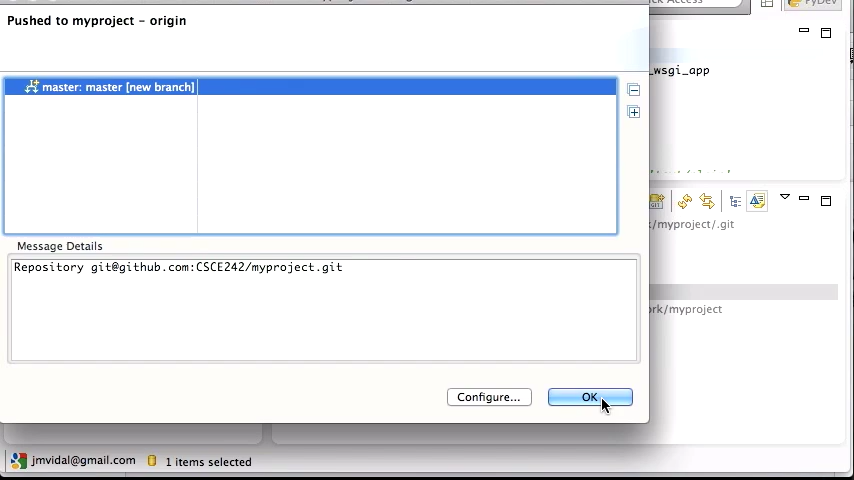 Pushed to myproject - origin
PyDev
_wsgi_app
master: master [new branch]
/myproject/.git
Message Details
Repository git@github.com:CSCE242/myproject.git
ork/myproject
Configure...
OK
jmvidal@gmail.com
1 items selected